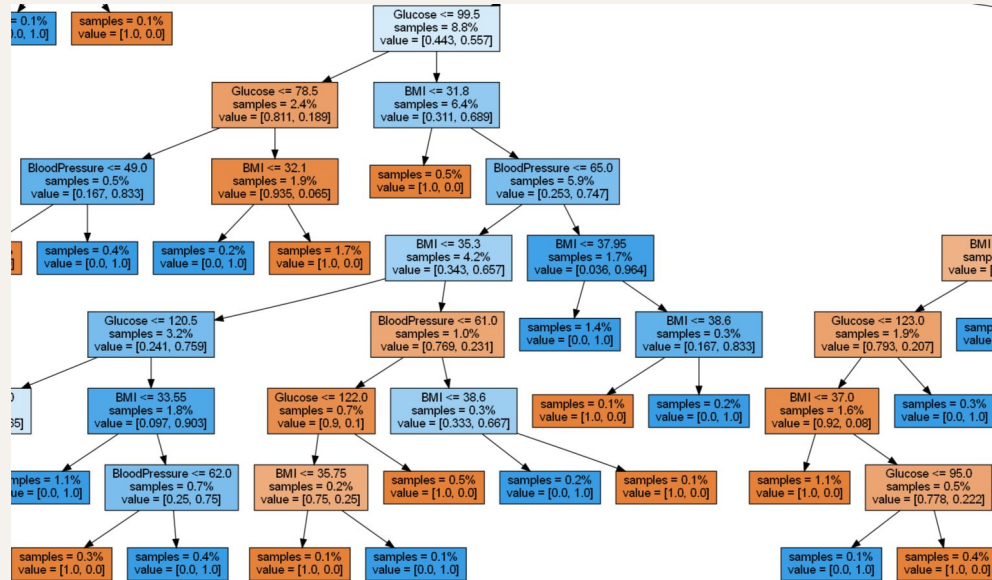 = 0.1%
0.0, 1.0]
samples = 0.1%
value = [1.0, 0.0]
Glucose <= 99.5
samples = 8.8%
value = [0.443, 0.557]
Glucose <= 78.5
samples = 2.4%
value = [0.811, 0.189]
BMI <= 31.8
samples = 6.4%
value = [0.311, 0.689]
BloodPressure <= 49.0
samples = 0.5%
value = [0.167, 0.833]
BMI <= 32.1
samples = 1.9%
value = [0.935, 0.065]
samples = 0.5%
value = [1.0, 0.0]
BloodPressure <= 65.0
samples = 5.9%
value = [0.253, 0.747]
samples = 0.4%
value = [0.0, 1.0]
samples = 0.2%
value = [0.0, 1.0]
samples = 1.7%
value = [1.0, 0.0]
BMI <= 35.3
samples = 4.2%
value = [0.343, 0.657]
BMI <= 37.95
samples = 1.7%
value = [0.036, 0.964]
BMI
Glucose <= 120.5
samples = 3.2%
value = [0.241, 0.759]
BloodPressure <= 61.0
samples = 1.0%
value = [0.769, 0.231]
samples = 1.4%
value = [0.0, 1.0]
BMI <= 38.6
samples = 0.3%
value = [0.167, 0.833]
Glucose <= 123.0
samples = 1.9%
value = [0.793, 0.207]
value
BMI <= 33.55
samples = 1.8%
value = [0.097, 0.903]
Glucose <= 122.0
samples = 0.7%
value = [0.9, 0.1]
BMI <= 38.6
samples = 0.3%
value = [0.333, 0.667]
samples = 0.1%
value = [1.0, 0.0]
samples = 0.2%
value = [0.0, 1.0]
BMI <= 37.0
samples = 1.6%
value = [0.92, 0.08]
samples = 0.3%
value = [0.0, 1.0]
= 1.1%
= [0.0, 1.0]
BloodPressure <= 62.0
samples = 0.7%
value = [0.25, 0.75]
BMI <= 35.75
samples = 0.2%
value = [0.75, 0.25]
samples = 0.5%
value = [1.0, 0.0]
samples = 0.2%
value = [0.0, 1.0]
samples = 0.1%
value = [1.0, 0.0]
samples = 1.1%
value = [1.0, 0.0]
Glucose <= 95.0
samples = 0.5%
value = [0.778, 0.222]
samples = 0.3%
value = [1.0, 0.0]
samples = 0.4%
value = [0.0, 1.0]
samples = 0.1%
value = [1.0, 0.0]
samples = 0.1%
value = [0.0, 1.0]
samples = 0.1%
value = [0.0, 1.0]
samples = 0.4%
value = [1.0, 0.0]